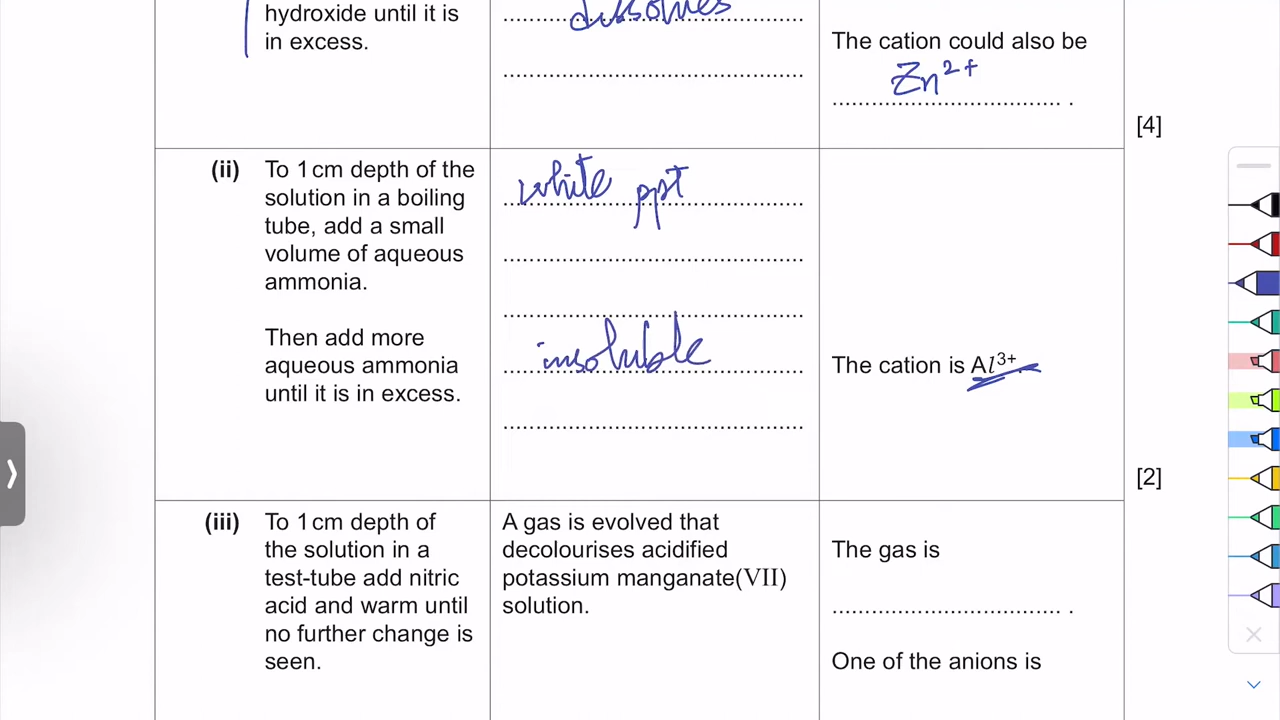 hydroxide until it is
in excess.
dissolves
The cation could also be
Zn²⁺
.................................. .
[4]
(ii) To 1 cm depth of the
solution in a boiling
tube, add a small
volume of aqueous
ammonia.
Then add more
aqueous ammonia
until it is in excess.
white ppt
insoluble
The cation is Al³⁺.
[2]
(iii) To 1 cm depth of
the solution in a
test-tube add nitric
acid and warm until
no further change is
seen.
A gas is evolved that
decolourises acidified
potassium manganate(VII)
solution.
The gas is
.................................. .
One of the anions is